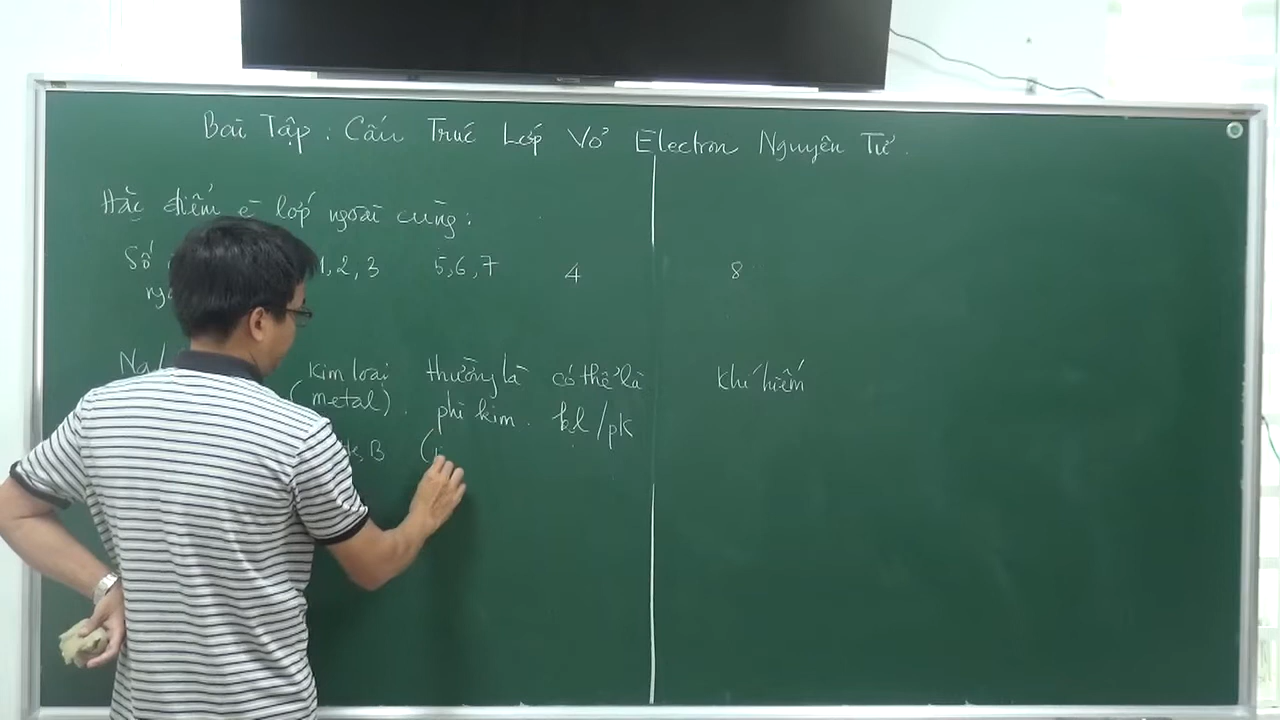 Bài Tập: Cấu Trúc Lớp Vỏ Electron Nguyên Tử.
Đặc điểm e lớp ngoài cùng:
Số 1, 2, 3 5, 6, 7 4 8
kim loại thường là có thể là khí hiếm
(metal). phi kim. kl/pk
, B (